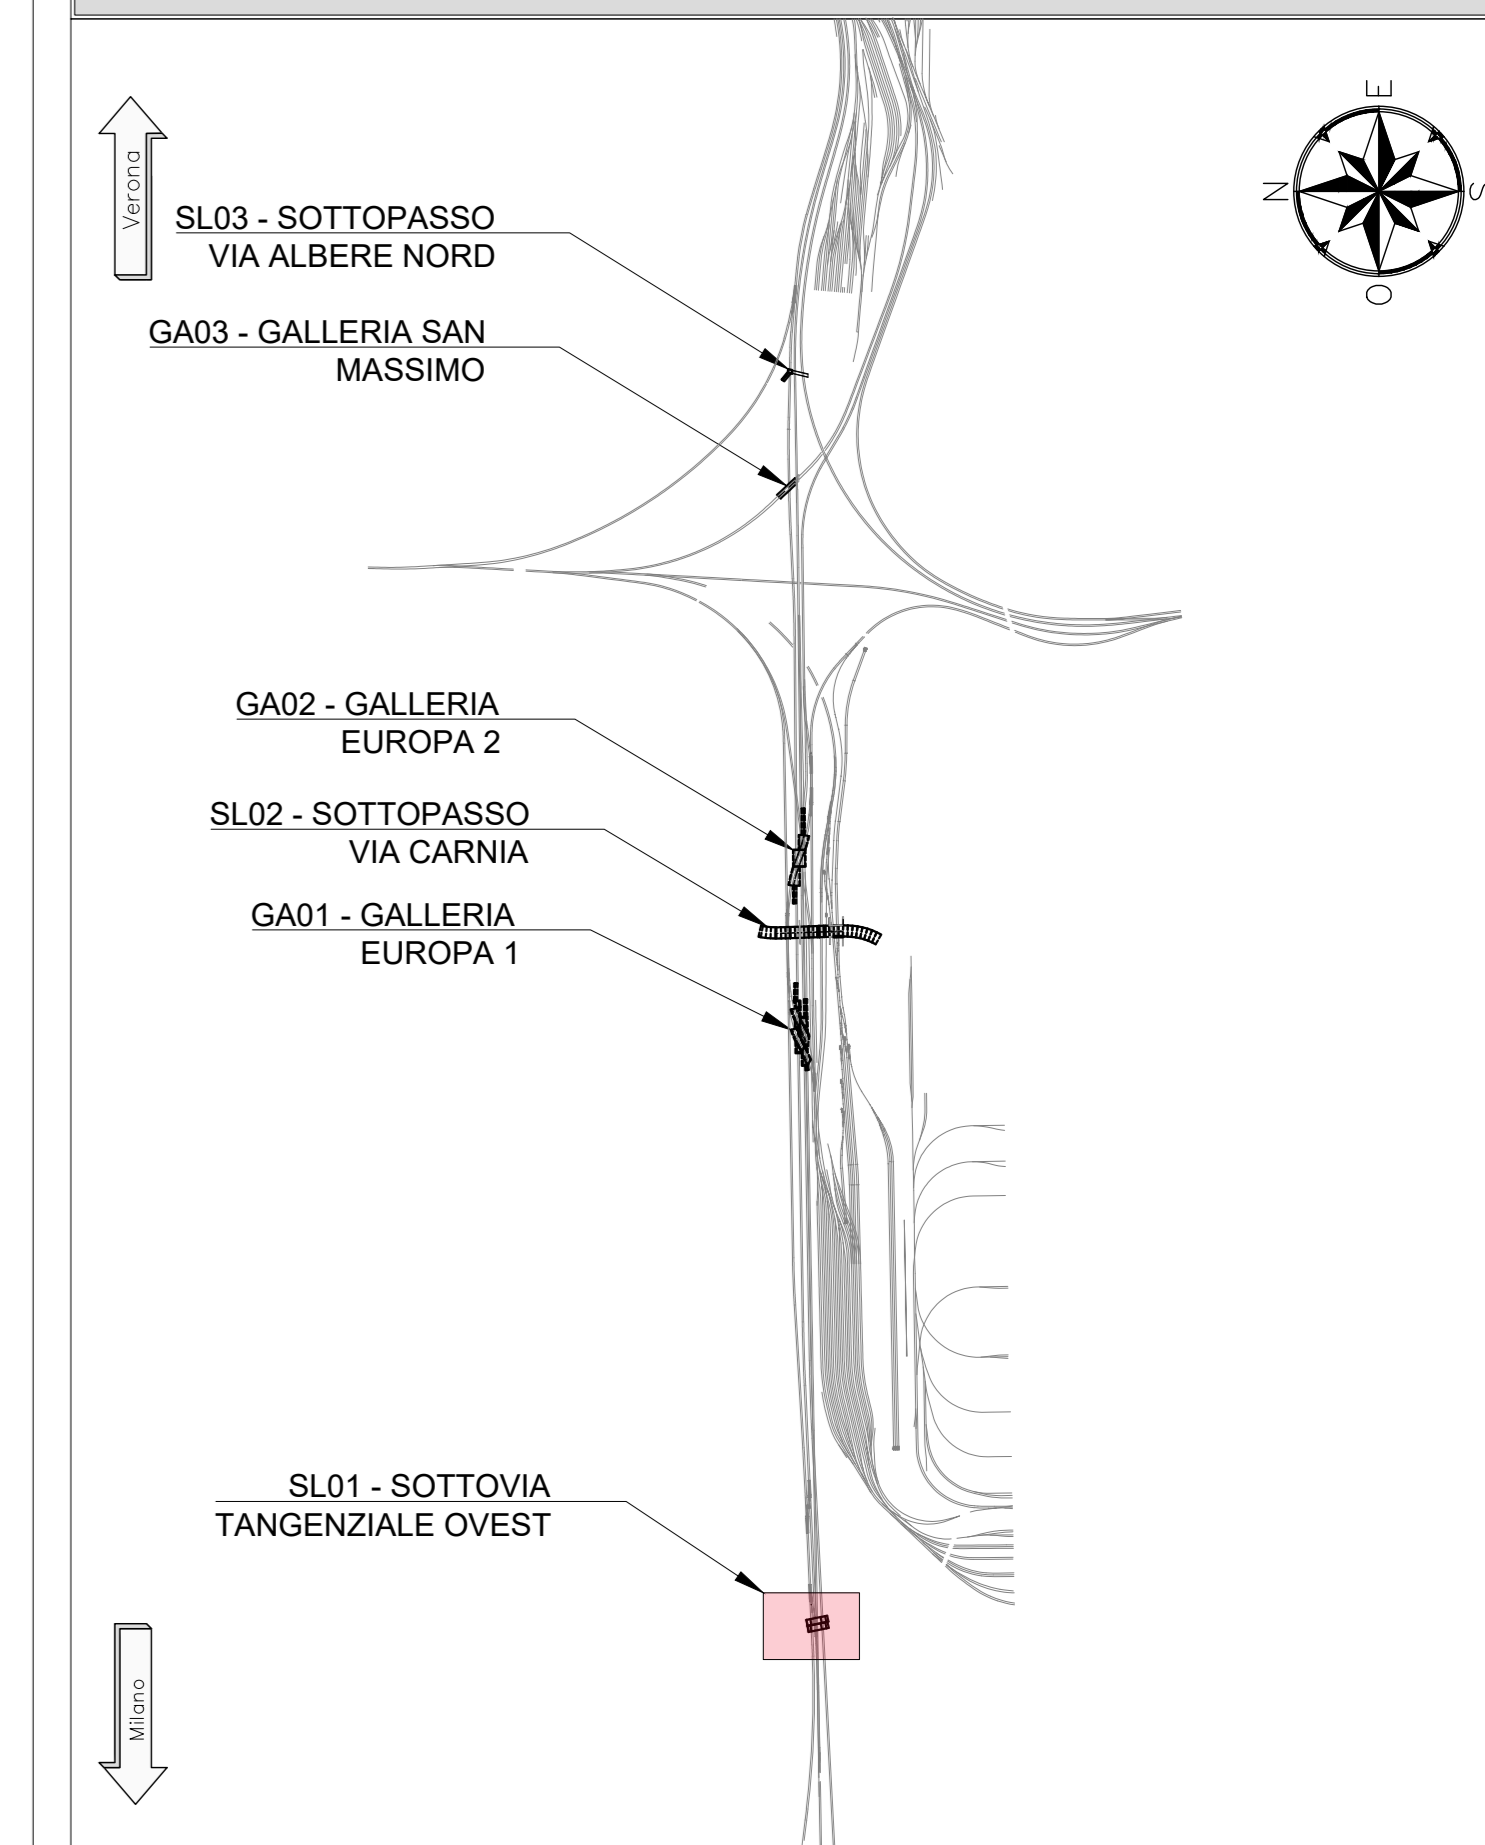 E
N
S
O
Verona
SL03 - SOTTOPASSO
VIA ALBERE NORD
GA03 - GALLERIA SAN
MASSIMO
GA02 - GALLERIA
EUROPA 2
SL02 - SOTTOPASSO
VIA CARNIA
GA01 - GALLERIA
EUROPA 1
SL01 - SOTTOVIA
TANGENZIALE OVEST
Milano